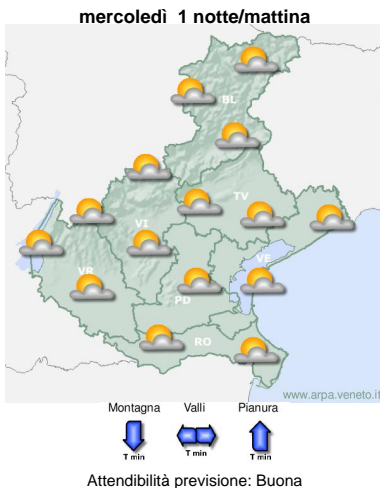 mercoledì 1 notte/mattina
BL
TV
VI
VE
VR
PD
RO
www.arpa.veneto.it
Montagna Valli Pianura
T min T min T min
Attendibilità previsione: Buona